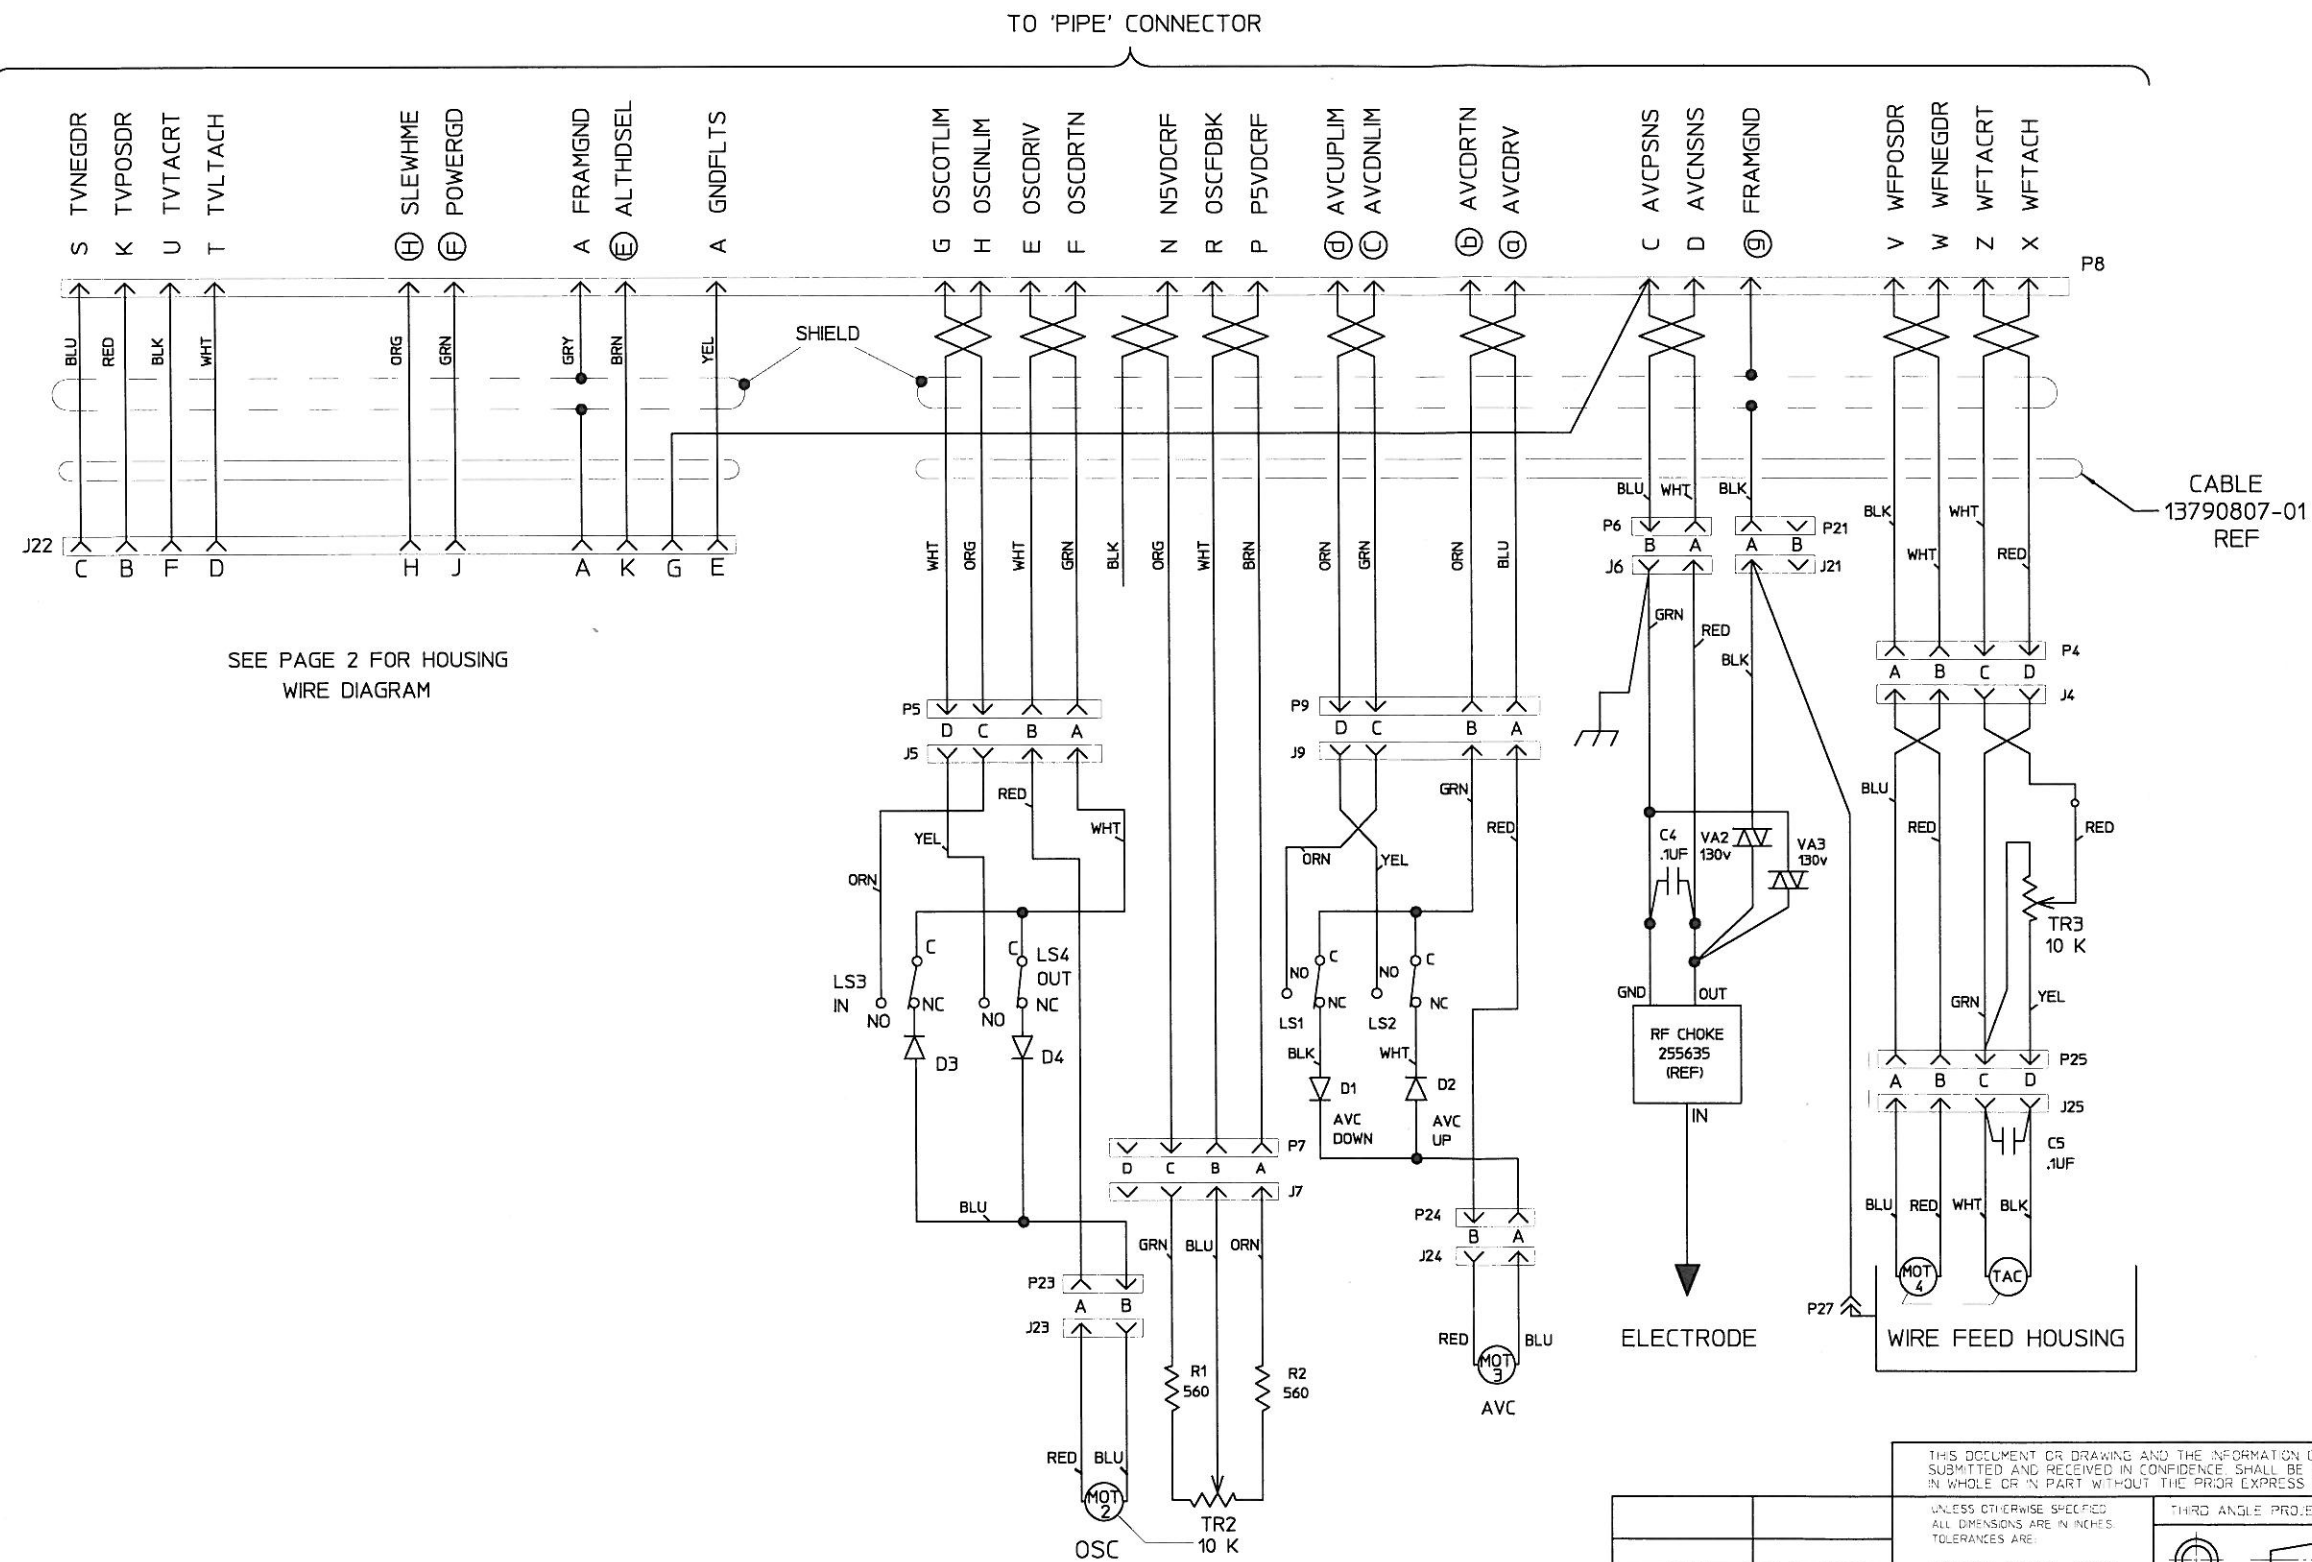 TO 'PIPE' CONNECTOR
S TVNEGDR
K TVPOSDR
U TVTACRT
T TVLTACH
H SLEWHME
F POWERGD
A FRAMGND
E ALTHDSEL
A GNDFLTS
G OSCOTLIM
H OSCINLIM
E OSCDRIV
F OSCDRTN
N N5VDCRF
R OSCFDBK
P P5VDCRF
d AVCUPLIM
C AVCDNLIM
b AVCDRTN
a AVCDRV
C AVCPSNS
D AVCNSNS
g FRAMGND
V WFPOSDR
W WFNEGDR
Z WFTACRT
X WFTACH
P8
BLU RED BLK WHT ORG GRN GRY BRN YEL
SHIELD
CABLE
13790807-01
REF
J22
C B F D H J A K G E
WHT ORG WHT GRN BLK ORG WHT BRN ORN GRN ORN BLU
BLU WHT BLK
BLK WHT
WHT RED
P6 B A
J6
P21 A B
J21
SEE PAGE 2 FOR HOUSING
WIRE DIAGRAM
GRN
RED
BLK
P4
A B C D
J4
P5
D C B A
J5
P9
D C B A
J9
RED
YEL
WHT
ORN
GRN
RED
ORN
YEL
BLU
RED
RED
C4
.1UF
VA2
130v
VA3
130v
TR3
10 K
C
C
LS4
OUT
LS3
IN
NO
NC
NO
NC
D3
D4
NO
C
NC
NO
C
NC
LS1
LS2
BLK
WHT
D1
D2
AVC
DOWN
AVC
UP
GND
OUT
RF CHOKE
255635
(REF)
IN
GRN
YEL
P25
A B C D
J25
C5
.1UF
P7
D C B A
J7
BLU
GRN BLU ORN
P24
B A
J24
BLU RED WHT BLK
P23
A B
J23
MOT
4
TAC
P27
ELECTRODE
WIRE FEED HOUSING
RED
BLU
MOT
3
AVC
R1
560
R2
560
RED BLU
MOT
2
OSC
TR2
10 K
THIS DOCUMENT OR DRAWING AND THE INFORMATION
SUBMITTED AND RECEIVED IN CONFIDENCE, SHALL BE
IN WHOLE OR IN PART WITHOUT THE PRIOR EXPRESS
UNLESS OTHERWISE SPECIFIED
ALL DIMENSIONS ARE IN INCHES.
TOLERANCES ARE:
THIRD ANGLE